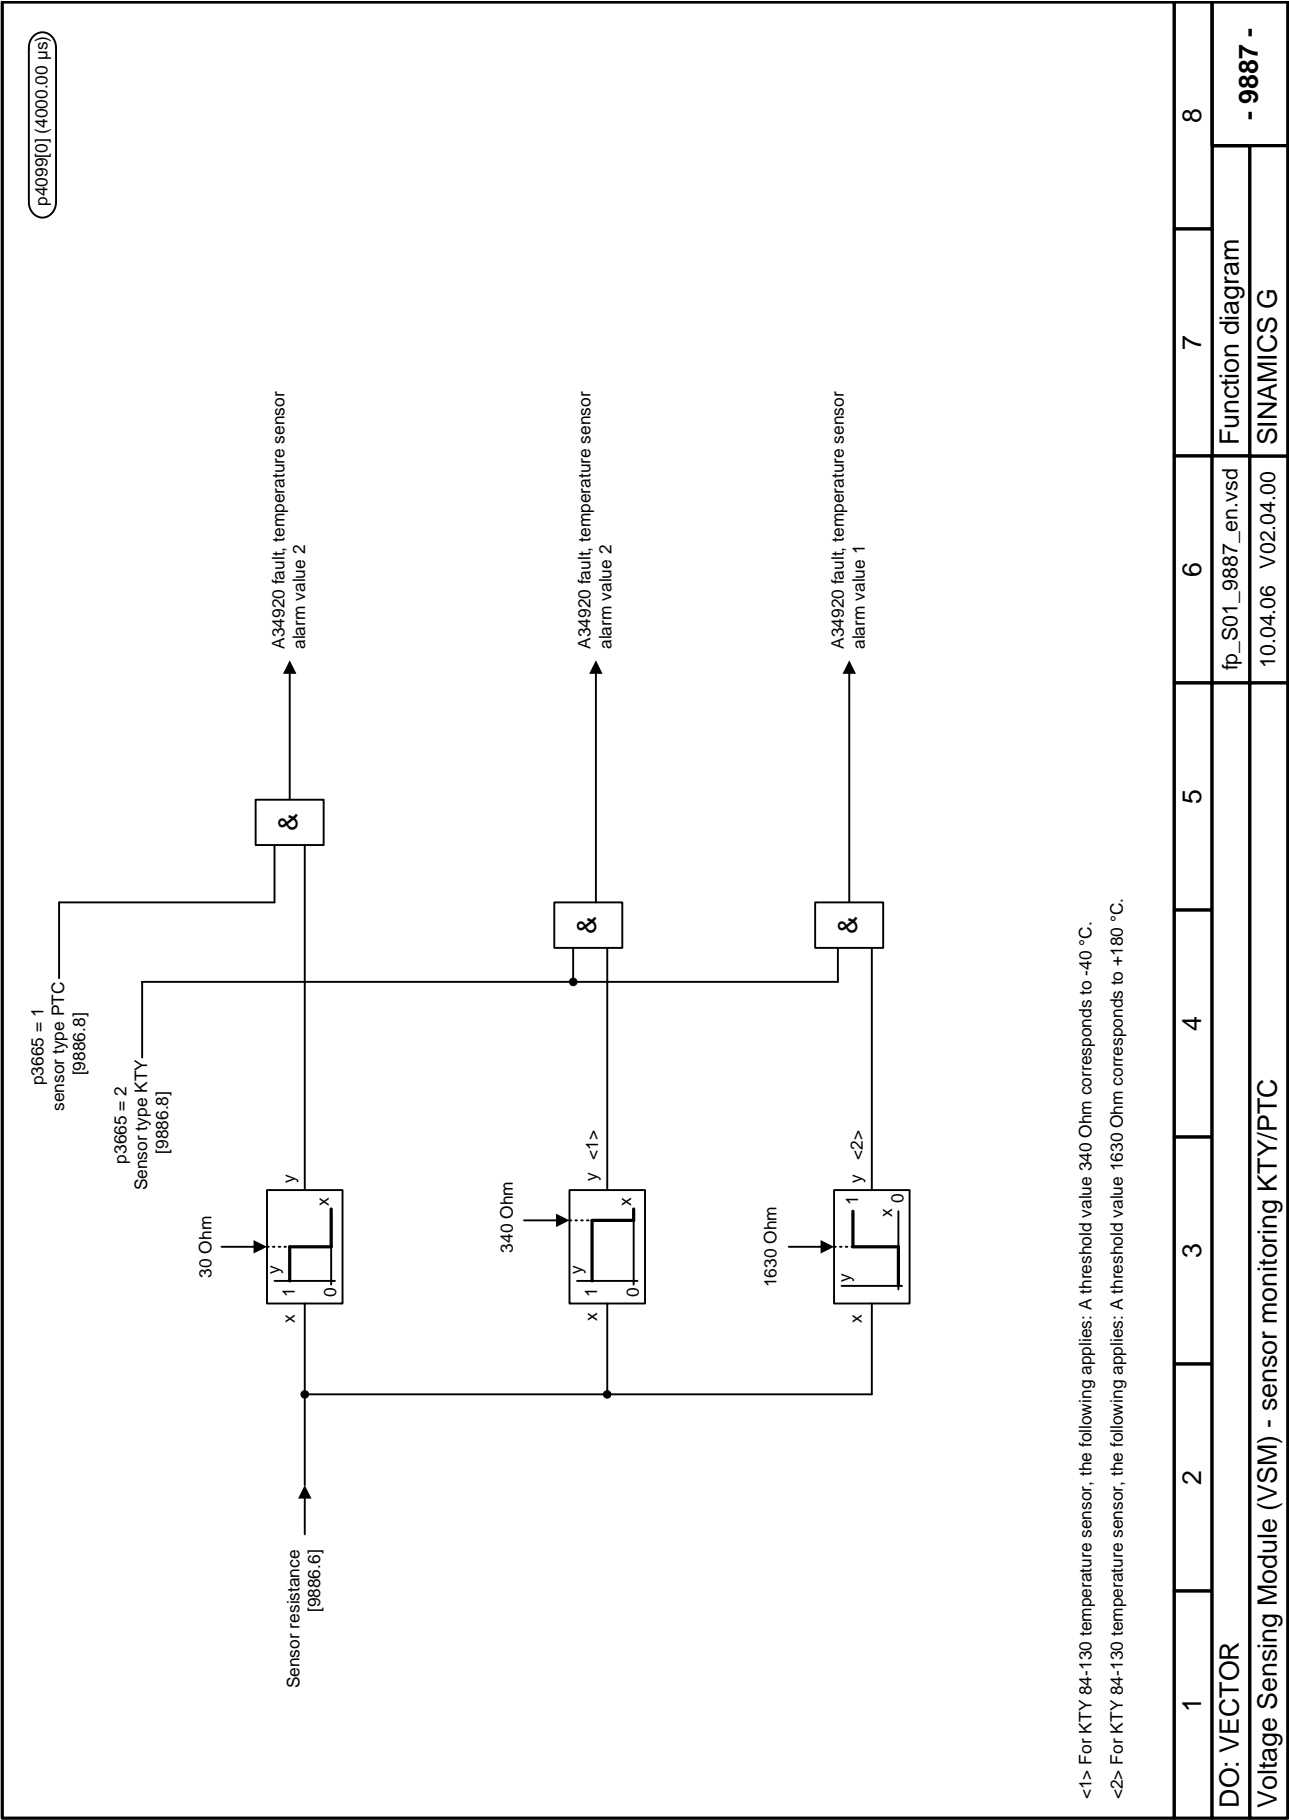 p4099[0] (4000.00 µs)
p3665 = 1
sensor type PTC
[9886.8]
p3665 = 2
Sensor type KTY
[9886.8]
30 Ohm
x
1
y
0
x
y
&
A34920 fault, temperature sensor
alarm value 2
Sensor resistance
[9886.6]
340 Ohm
x
1
y
0
x
y <1>
&
A34920 fault, temperature sensor
alarm value 2
1630 Ohm
x
y
1
x
0
y <2>
&
A34920 fault, temperature sensor
alarm value 1
<1> For KTY 84-130 temperature sensor, the following applies: A threshold value 340 Ohm corresponds to -40 °C.
<2> For KTY 84-130 temperature sensor, the following applies: A threshold value 1630 Ohm corresponds to +180 °C.
1 2 3 4 5 6 7 8
DO: VECTOR
fp_S01_9887_en.vsd
Function diagram
- 9887 -
Voltage Sensing Module (VSM) - sensor monitoring KTY/PTC
10.04.06 V02.04.00
SINAMICS G